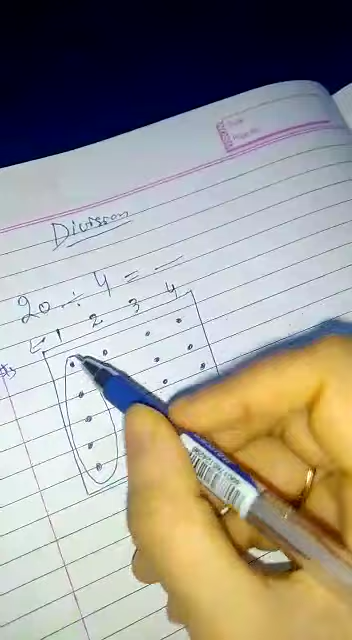 Division
20 ÷ 4 = —
1 2 3 4